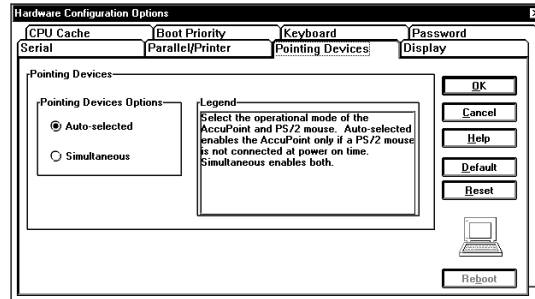 Hardware Configuration Options
CPU Cache Boot Priority Keyboard Password
Serial Parallel/Printer Pointing Devices Display
Pointing Devices
Pointing Devices Options
Auto-selected
Simultaneous
Legend
Select the operational mode of the
AccuPoint and PS/2 mouse. Auto-selected
enables the AccuPoint only if a PS/2 mouse
is not connected at power on time.
Simultaneous enables both.
OK
Cancel
Help
Default
Reset
Reboot